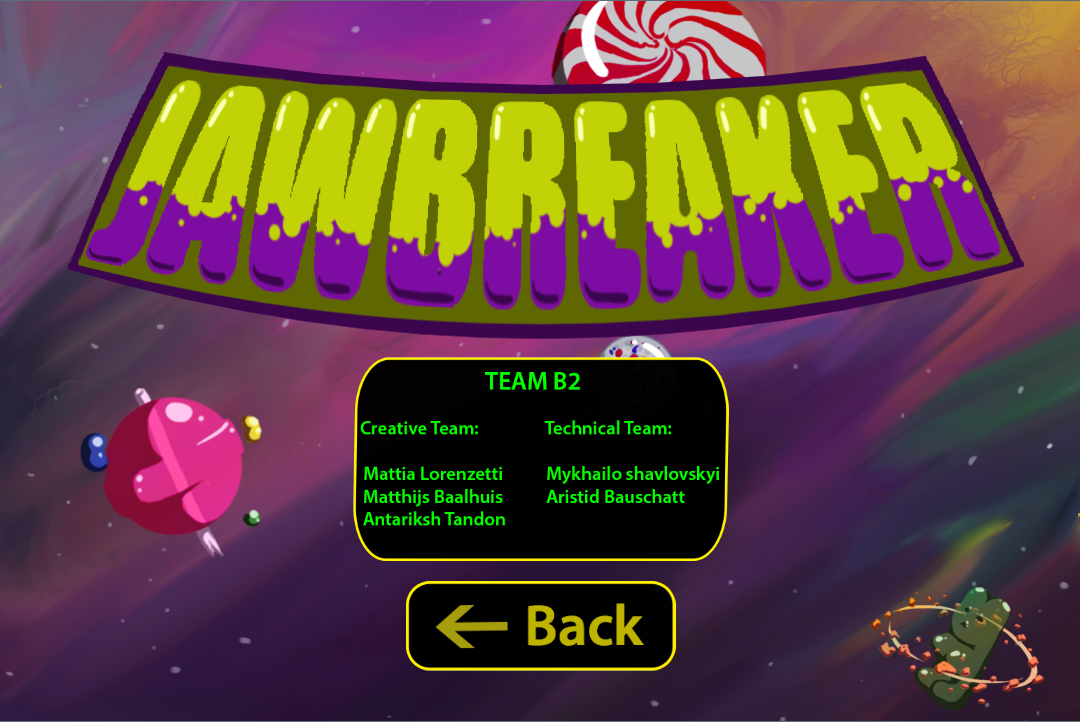 JAWBREAKER
TEAM B2
Creative Team:
Mattia Lorenzetti
Matthijs Baalhuis
Antariksh Tandon
Technical Team:
Mykhailo shavlovskyi
Aristid Bauschatt
← Back